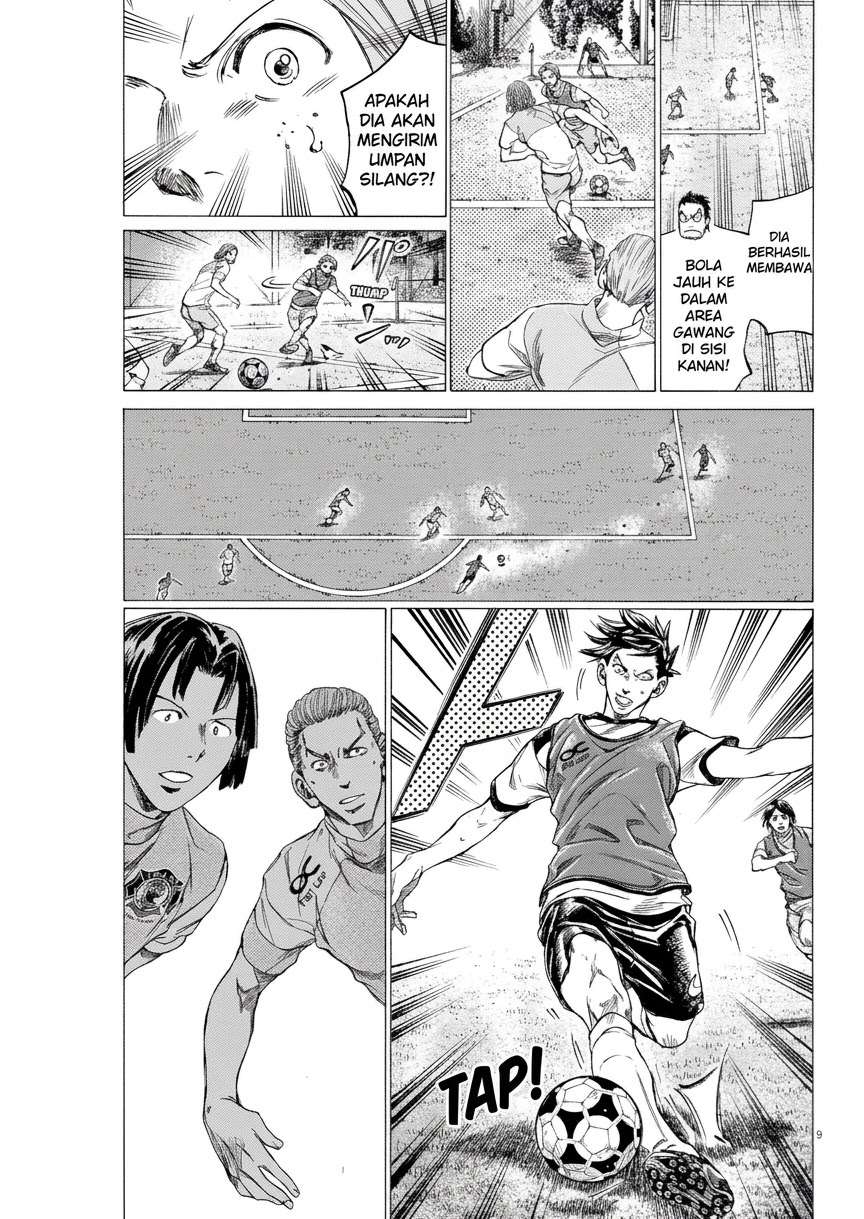 DIA
BERHASIL
MEMBAWA
BOLA
JAUH KE
DALAM
AREA
GAWANG
DI SISI
KANAN!
APAKAH
DIA AKAN
MENGIRIM
UMPAN
SILANG?!
THUMP
TAP!
9